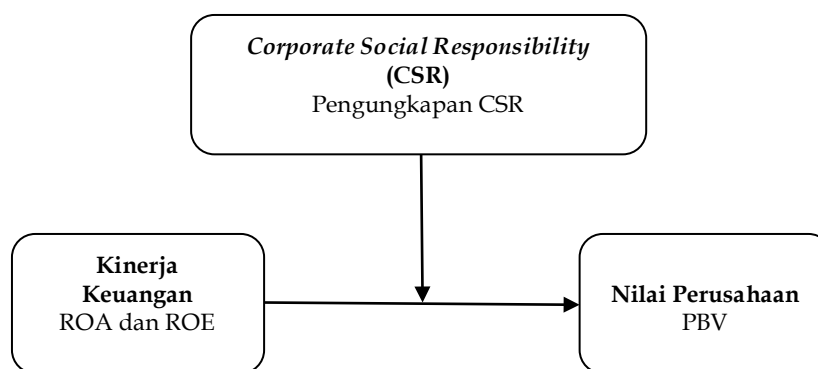 Corporate Social Responsibility
(CSR)
Pengungkapan CSR
Kinerja
Keuangan
ROA dan ROE
Nilai Perusahaan
PBV